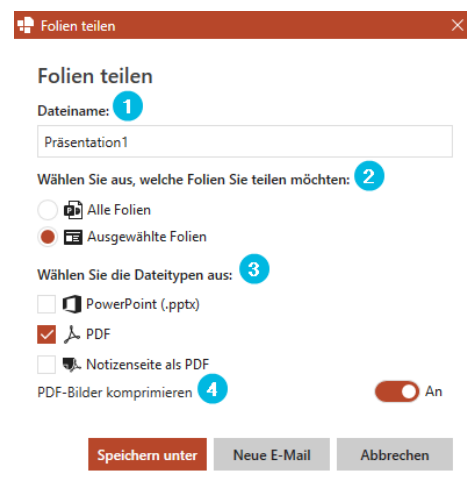 Folien teilen
Folien teilen
Dateiname: 1
Präsentation1
Wählen Sie aus, welche Folien Sie teilen möchten: 2
Alle Folien
Ausgewählte Folien
Wählen Sie die Dateitypen aus: 3
PowerPoint (.pptx)
PDF
Notizenseite als PDF
PDF-Bilder komprimieren 4 An
Speichern unter Neue E-Mail Abbrechen